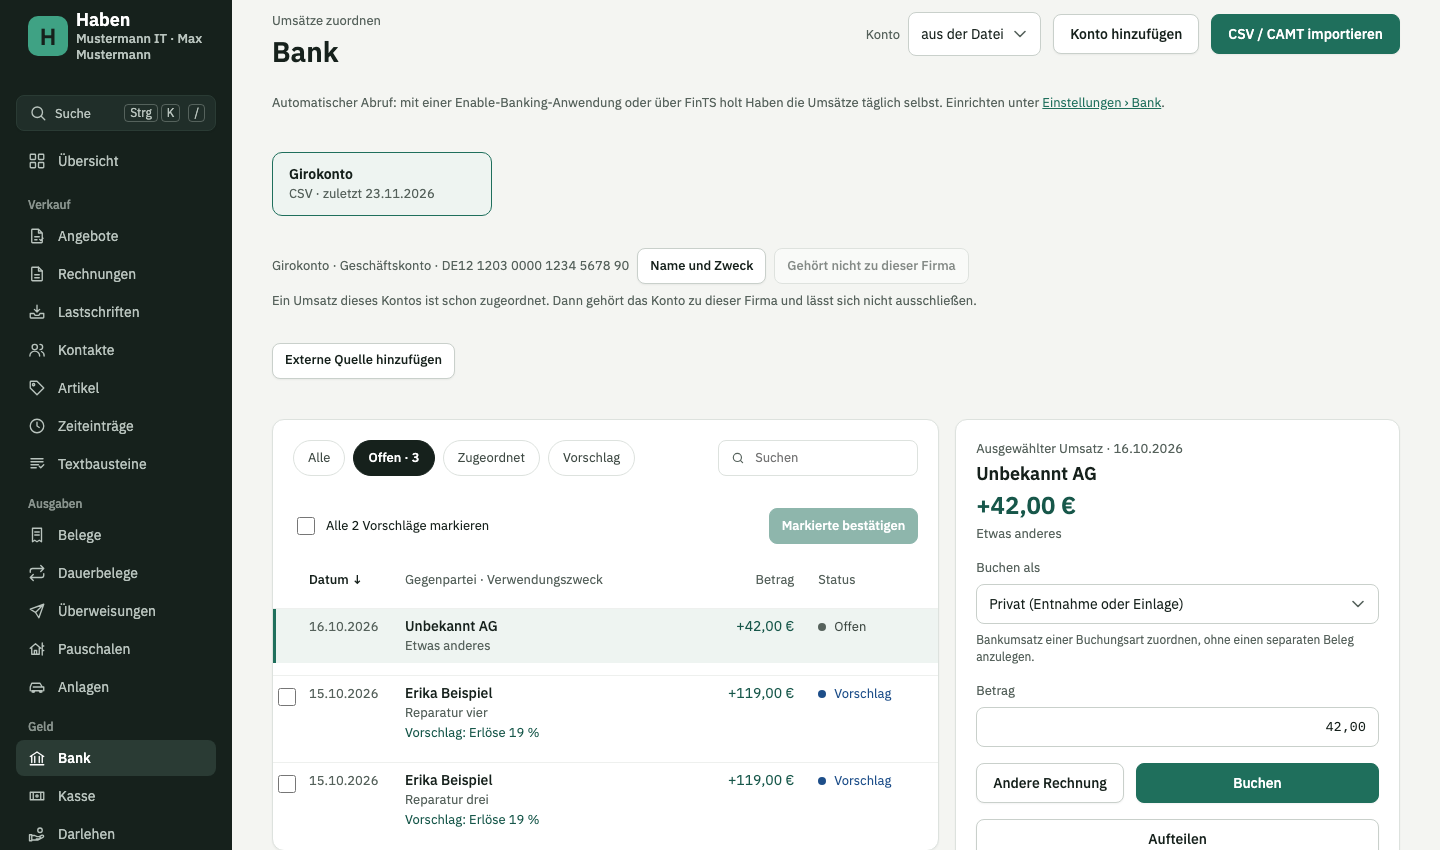 H
Haben
Mustermann IT · Max
Mustermann
Suche
Strg K /
Übersicht
Verkauf
Angebote
Rechnungen
Lastschriften
Kontakte
Artikel
Zeiteinträge
Textbausteine
Ausgaben
Belege
Dauerbelege
Überweisungen
Pauschalen
Anlagen
Geld
Bank
Kasse
Darlehen
Umsätze zuordnen
Bank
Konto
aus der Datei
Konto hinzufügen
CSV / CAMT importieren
Automatischer Abruf: mit einer Enable-Banking-Anwendung oder über FinTS holt Haben die Umsätze täglich selbst. Einrichten unter Einstellungen › Bank.
Girokonto
CSV · zuletzt 23.11.2026
Girokonto · Geschäftskonto · DE12 1203 0000 1234 5678 90
Name und Zweck
Gehört nicht zu dieser Firma
Ein Umsatz dieses Kontos ist schon zugeordnet. Dann gehört das Konto zu dieser Firma und lässt sich nicht ausschließen.
Externe Quelle hinzufügen
Alle
Offen · 3
Zugeordnet
Vorschlag
Suchen
Alle 2 Vorschläge markieren
Markierte bestätigen
Datum ↓ Gegenpartei · Verwendungszweck Betrag Status
16.10.2026 Unbekannt AG +42,00 € Offen
Etwas anderes
15.10.2026 Erika Beispiel +119,00 € Vorschlag
Reparatur vier
Vorschlag: Erlöse 19 %
15.10.2026 Erika Beispiel +119,00 € Vorschlag
Reparatur drei
Vorschlag: Erlöse 19 %
Ausgewählter Umsatz · 16.10.2026
Unbekannt AG
+42,00 €
Etwas anderes
Buchen als
Privat (Entnahme oder Einlage)
Bankumsatz einer Buchungsart zuordnen, ohne einen separaten Beleg
anzulegen.
Betrag
42,00
Andere Rechnung
Buchen
Aufteilen